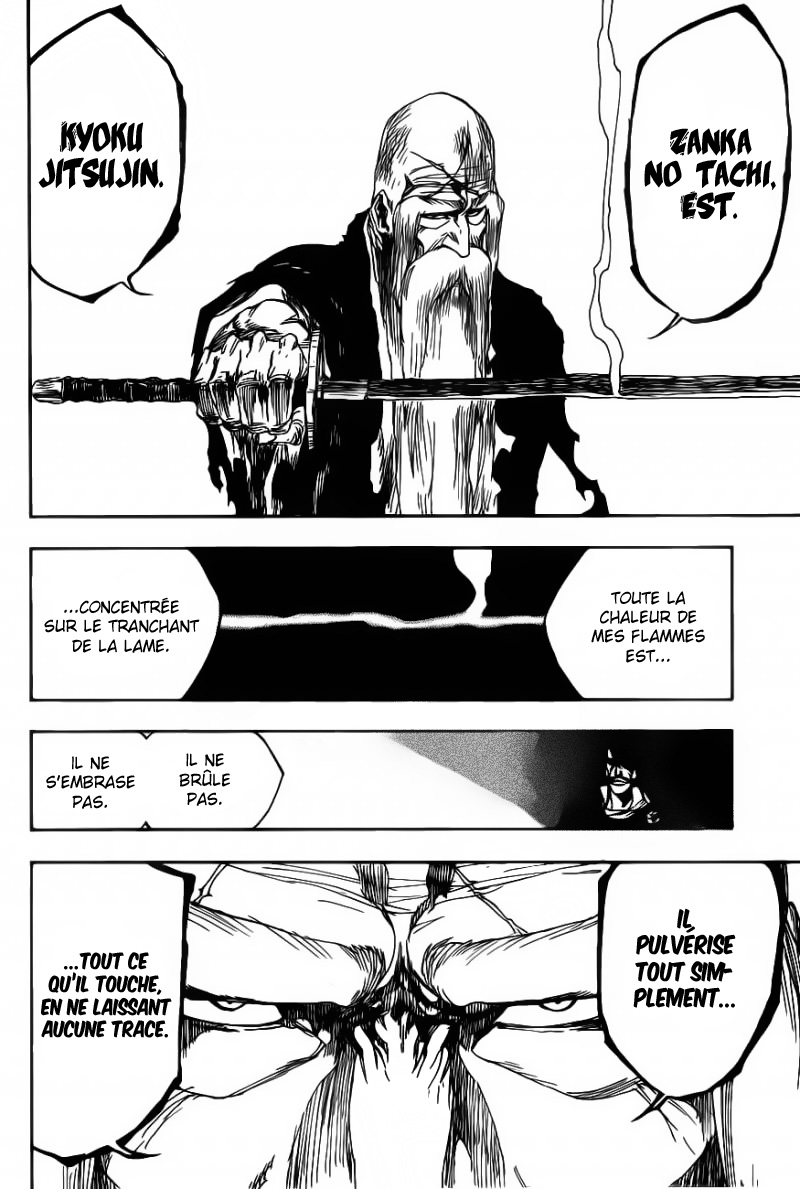 ZANKA
NO TACHI,
EST.
KYOKU
JITSUJIN.
TOUTE LA
CHALEUR DE
MES FLAMMES
EST...
...CONCENTRÉE
SUR LE TRANCHANT
DE LA LAME.
IL NE
BRÛLE
PAS.
IL NE
S'EMBRASE
PAS.
IL
PULVÉRISE
TOUT SIM-
PLEMENT...
...TOUT CE
QU'IL TOUCHE,
EN NE LAISSANT
AUCUNE TRACE.